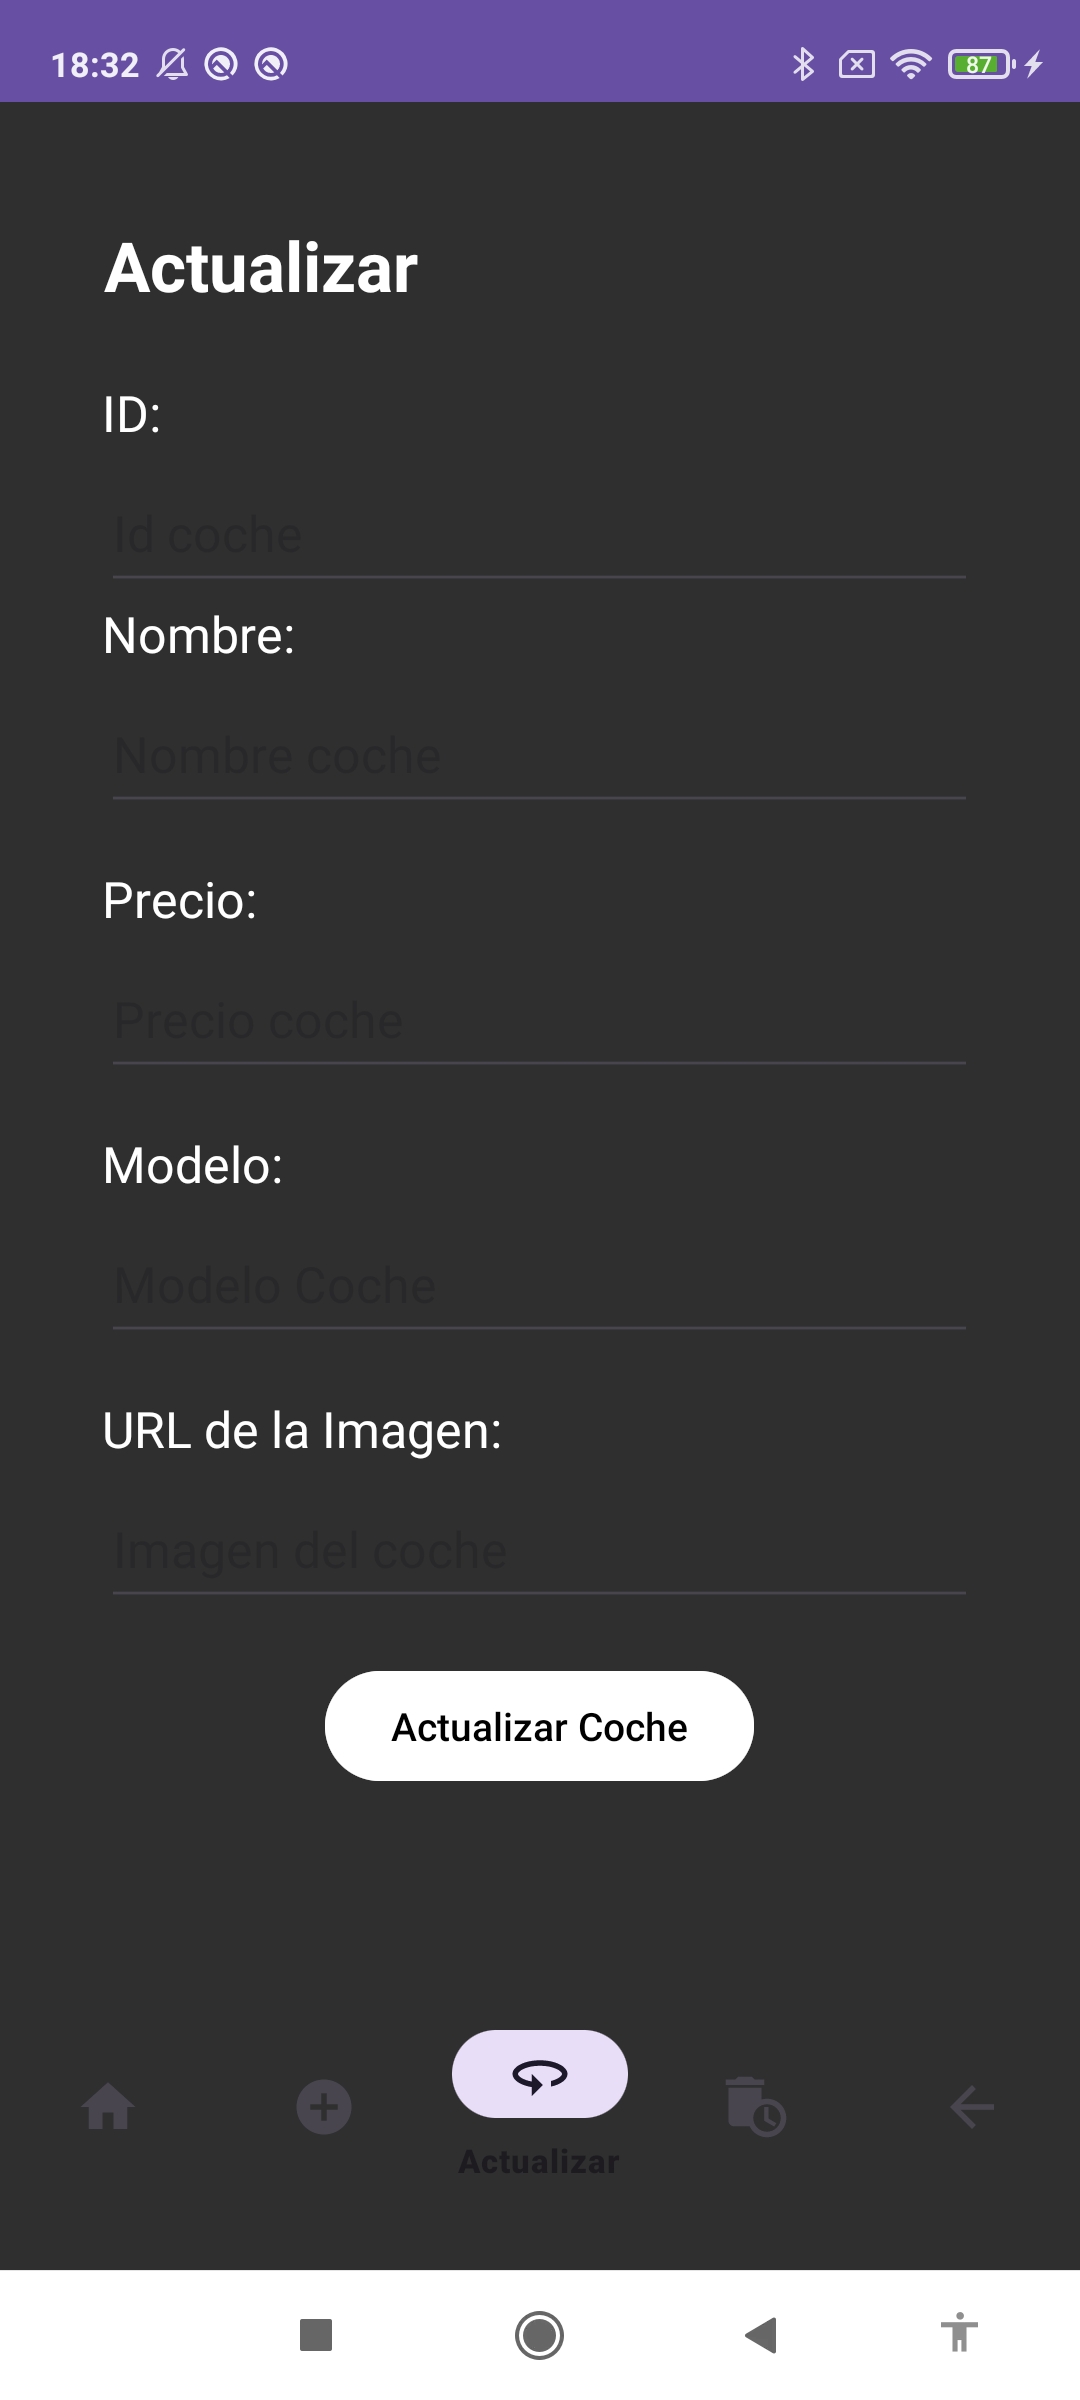 18:32
87
Actualizar
ID:
Id coche
Nombre:
Nombre coche
Precio:
Precio coche
Modelo:
Modelo Coche
URL de la Imagen:
Imagen del coche
Actualizar Coche
Actualizar